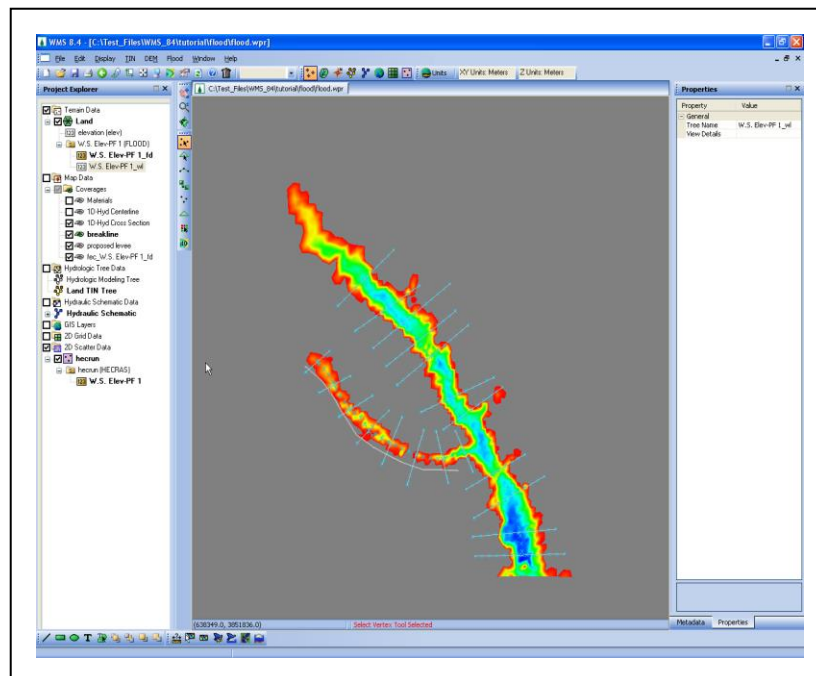 WMS 8.4 - [C:\Test_Files\WMS_84\tutorial\flood\flood.wpr]
File Edit Display TIN DEM Flood Window Help
Units XY Units: Meters Z Units: Meters
Project Explorer
C:\Test_Files\WMS_84\tutorial\flood\flood.wpr
Properties
Terrain Data
Land
elevation (elev)
W.S. Elev-PF 1 (FLOOD)
W.S. Elev-PF 1_fd
W.S. Elev-PF 1_wl
Map Data
Coverages
Materials
1D-Hyd Centerline
1D-Hyd Cross Section
breakline
proposed levee
fec_W.S. Elev-PF 1_fd
Hydrologic Tree Data
Hydrologic Modeling Tree
Land TIN Tree
Hydraulic Schematic Data
Hydraulic Schematic
GIS Layers
2D Grid Data
2D Scatter Data
hecrun
hecrun (HECRAS)
W.S. Elev-PF 1
Property Value
General
Tree Name W.S. Elev-PF 1_wl
View Details
(638349.0, 3851836.0) Select Vertex Tool Selected
Metadata Properties